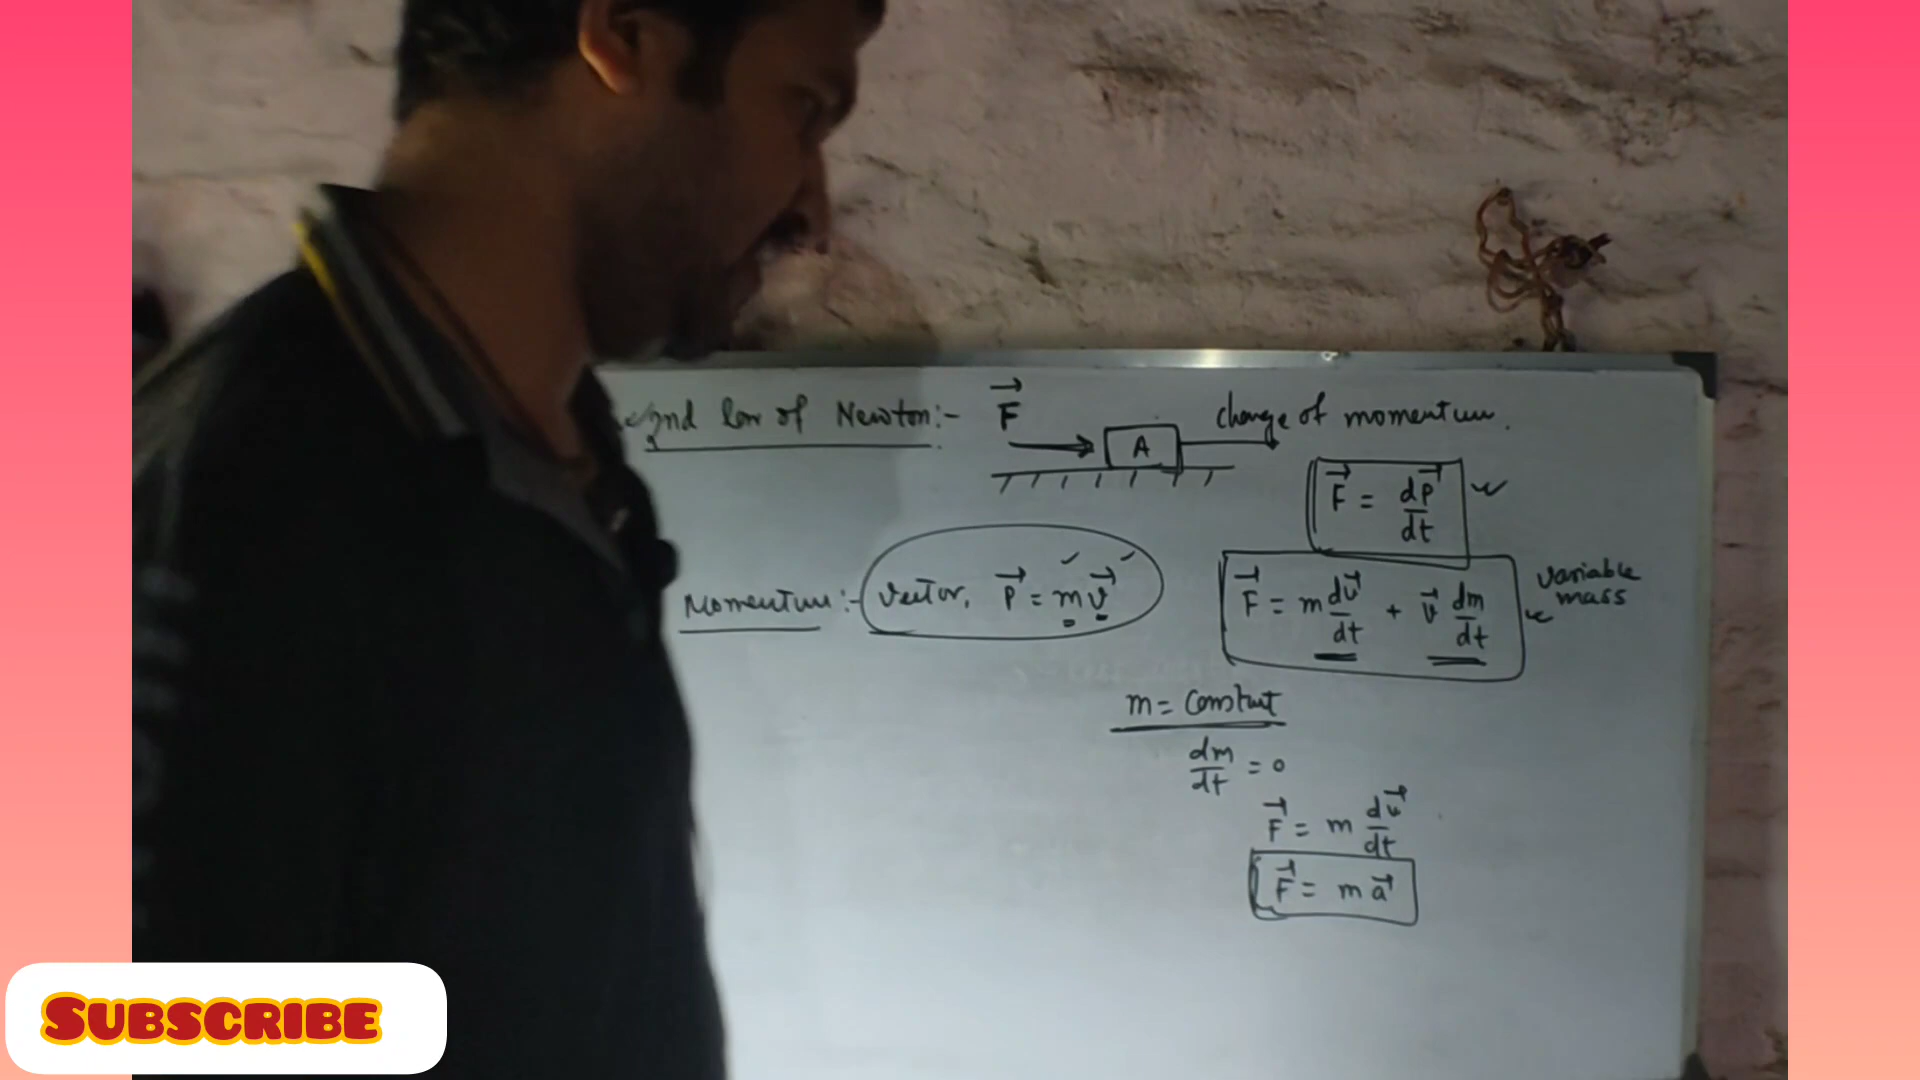 Second law of Newton:- F⃗ A change of momentum.
F⃗ = dp⃗/dt
Momentum:- Vector, P⃗ = mv⃗
F⃗ = m dv⃗/dt + v⃗ dm/dt
variable
mass
m = constant
dm/dt = 0
F⃗ = m dv⃗/dt
F⃗ = ma⃗
SUBSCRIBE